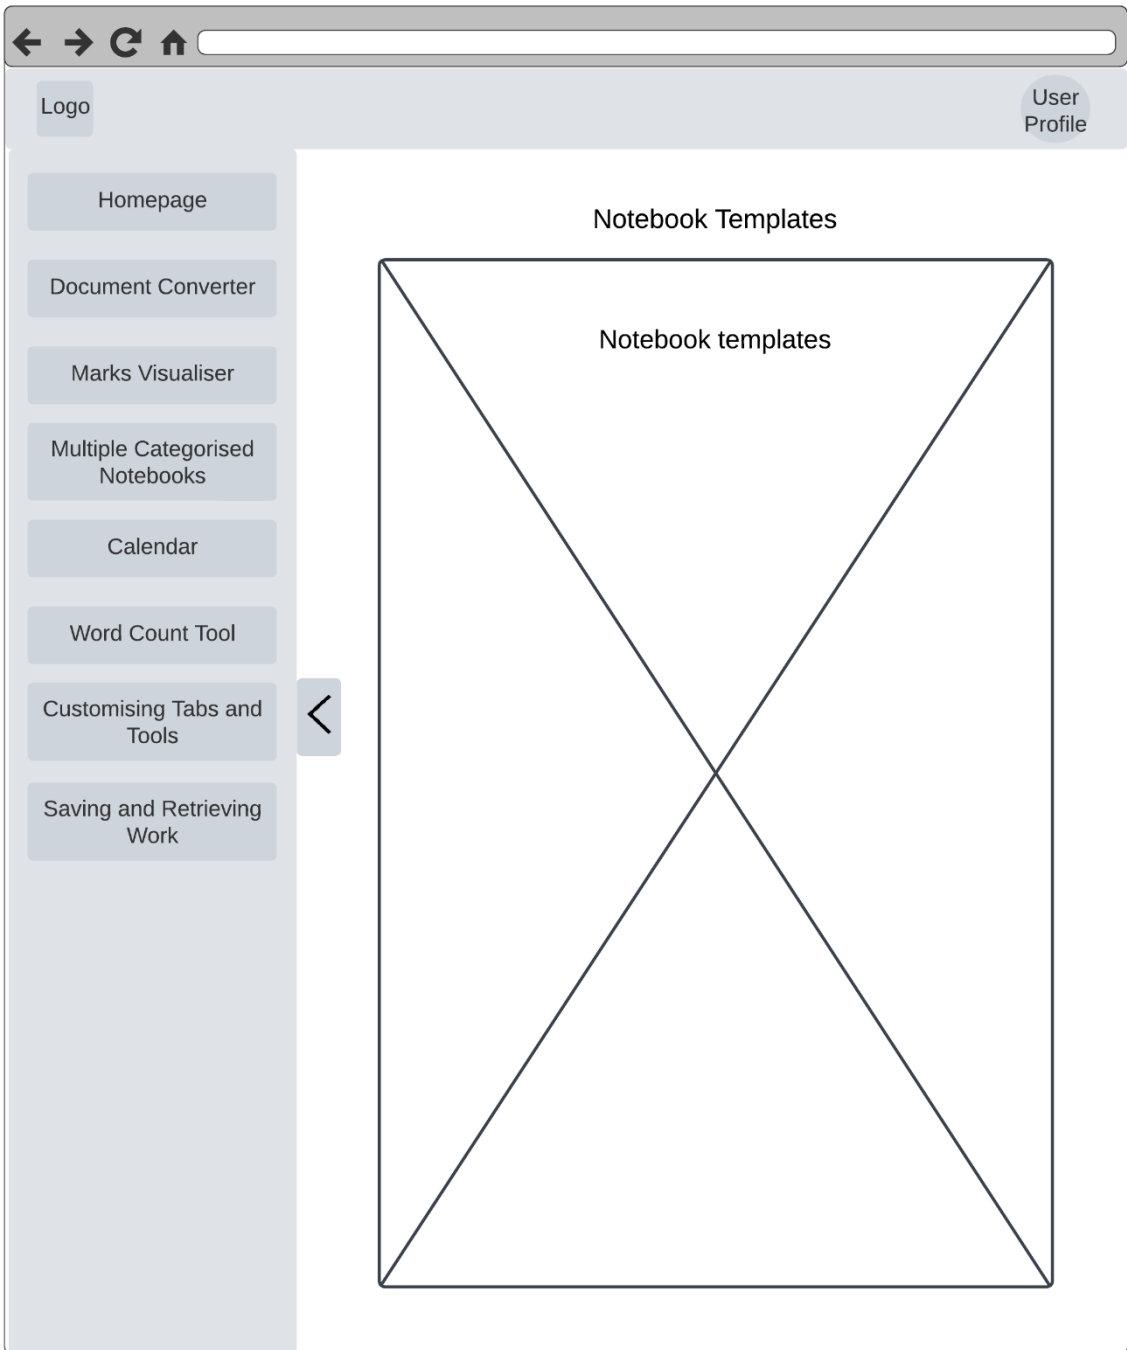 Logo
User
Profile
Homepage
Document Converter
Marks Visualiser
Multiple Categorised
Notebooks
Calendar
Word Count Tool
Customising Tabs and
Tools
Saving and Retrieving
Work
Notebook Templates
Notebook templates